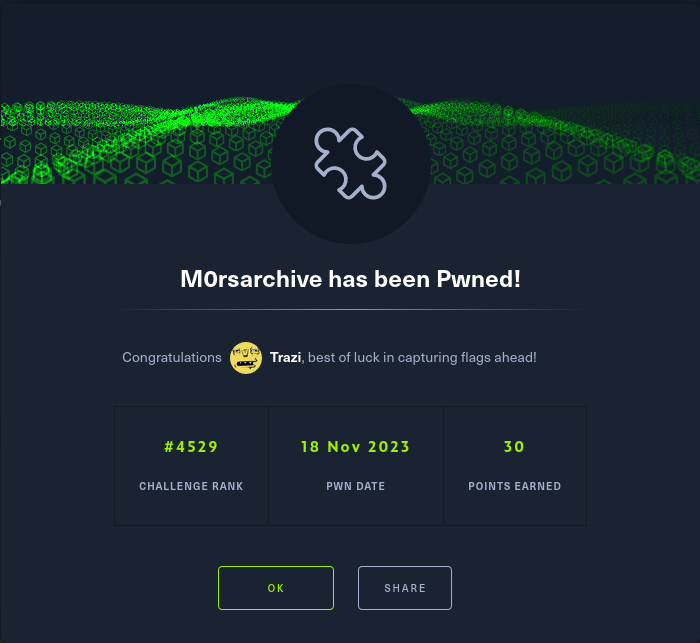 M0rsarchive has been Pwned!
Congratulations Trazi, best of luck in capturing flags ahead!
#4529 18 Nov 2023 30
CHALLENGE RANK PWN DATE POINTS EARNED
OK SHARE